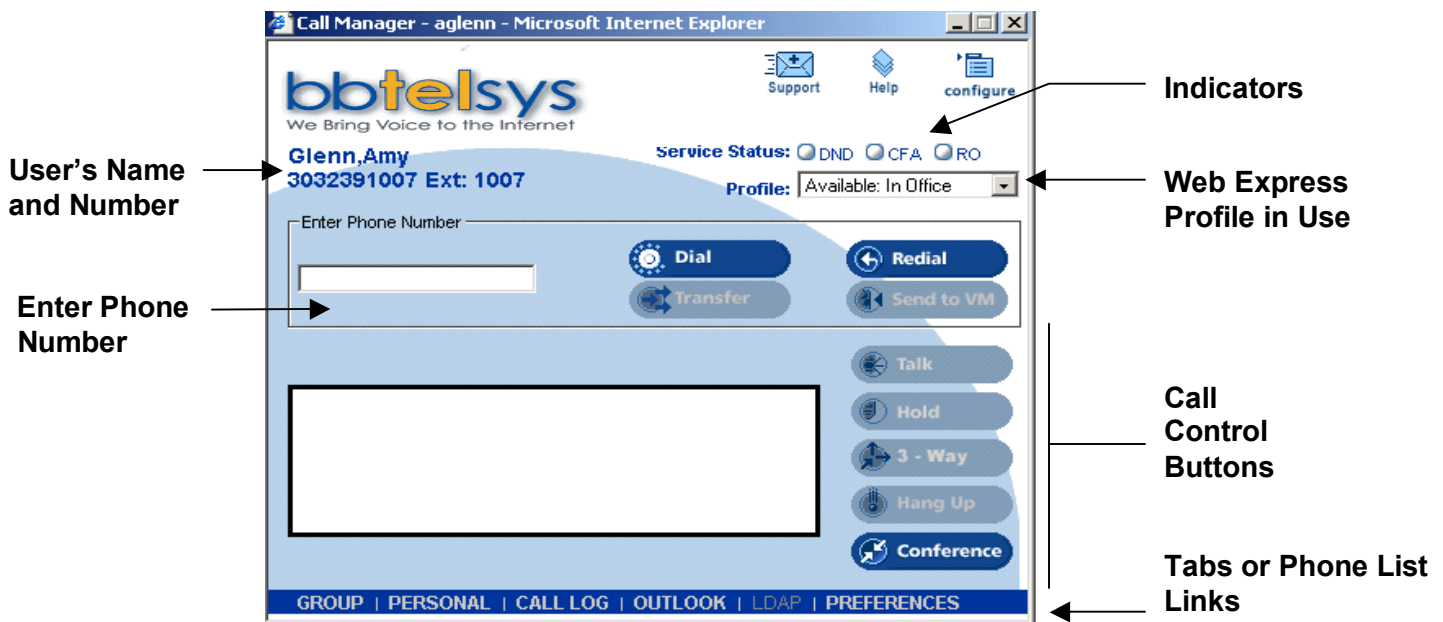 Call Manager - aglenn - Microsoft Internet Explorer
bbtelsys
We Bring Voice to the Internet
Support
Help
configure
Indicators
User's Name
and Number
Glenn,Amy
3032391007 Ext: 1007
Service Status: DND CFA RO
Profile: Available: In Office
Web Express
Profile in Use
Enter Phone Number
Dial
Redial
Transfer
Send to VM
Enter Phone
Number
Talk
Hold
3 - Way
Hang Up
Conference
Call
Control
Buttons
GROUP | PERSONAL | CALL LOG | OUTLOOK | LDAP | PREFERENCES
Tabs or Phone List
Links